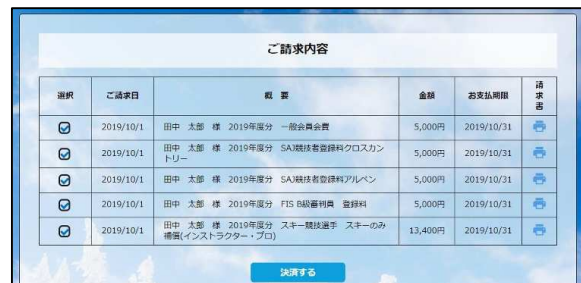 ご請求内容
選択 ご請求日 概 要 金額 お支払期限 請求書
2019/10/1 田中 太郎 様 2019年度分 一般会員会費 5,000円 2019/10/31
2019/10/1 田中 太郎 様 2019年度分 SAJ競技者登録料クロスカン
トリー 5,000円 2019/10/31
2019/10/1 田中 太郎 様 2019年度分 SAJ競技者登録料アルペン 5,000円 2019/10/31
2019/10/1 田中 太郎 様 2019年度分 FIS B級審判員 登録料 5,000円 2019/10/31
2019/10/1 田中 太郎 様 2019年度分 スキー競技選手 スキーのみ
補償(インストラクター・プロ) 13,400円 2019/10/31
決済する